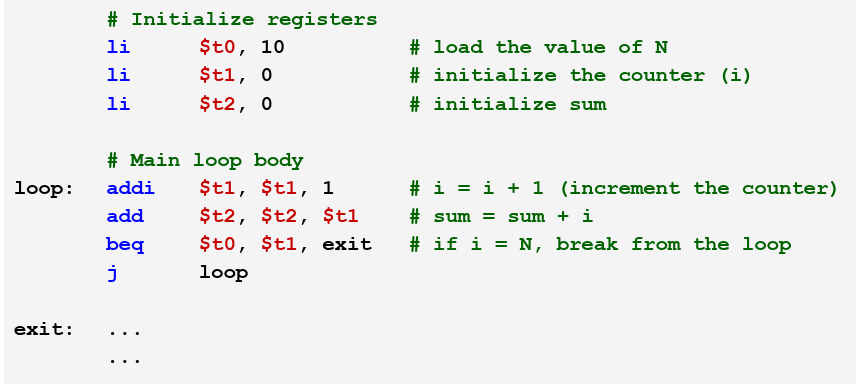 # Initialize registers
li $t0, 10 # load the value of N
li $t1, 0 # initialize the counter (i)
li $t2, 0 # initialize sum
# Main loop body
loop: addi $t1, $t1, 1 # i = i + 1 (increment the counter)
add $t2, $t2, $t1 # sum = sum + i
beq $t0, $t1, exit # if i = N, break from the loop
j loop
exit: ...
...